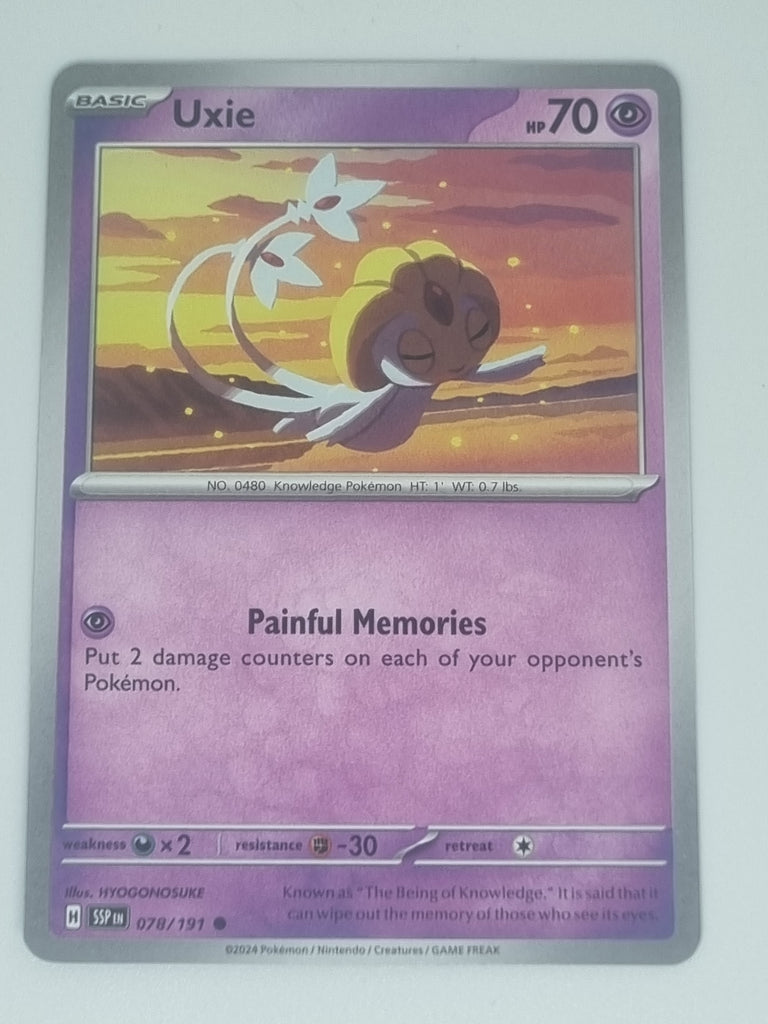 BASIC Uxie HP 70
NO. 0480 Knowledge Pokémon HT: 1' WT: 0.7 lbs.
Painful Memories
Put 2 damage counters on each of your opponent's
Pokémon.
weakness ×2 resistance -30 retreat
Illus. HYOGONOSUKE
Known as "The Being of Knowledge." It is said that it
can wipe out the memory of those who see its eyes.
H SSP EN 078/191
©2024 Pokémon / Nintendo / Creatures / GAME FREAK